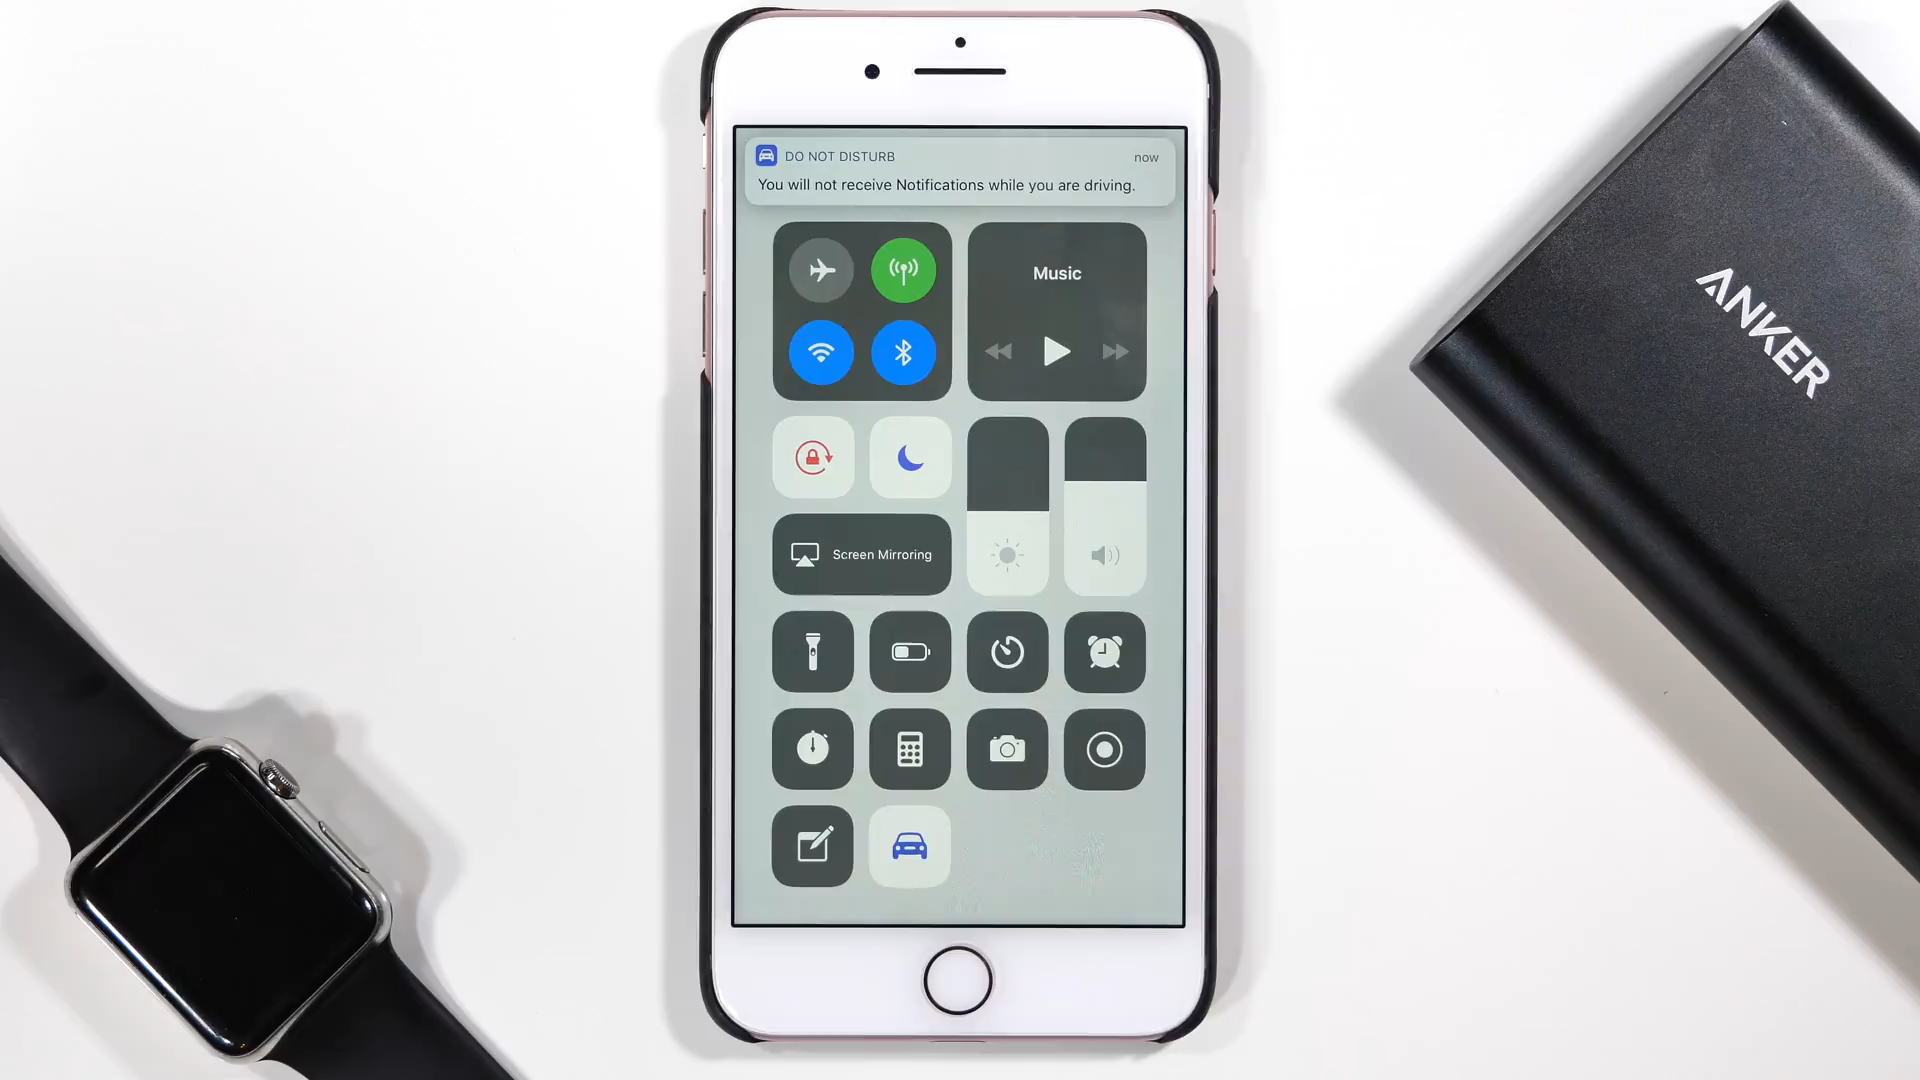 DO NOT DISTURB
now
You will not receive Notifications while you are driving.
Music
Screen Mirroring
ANKER